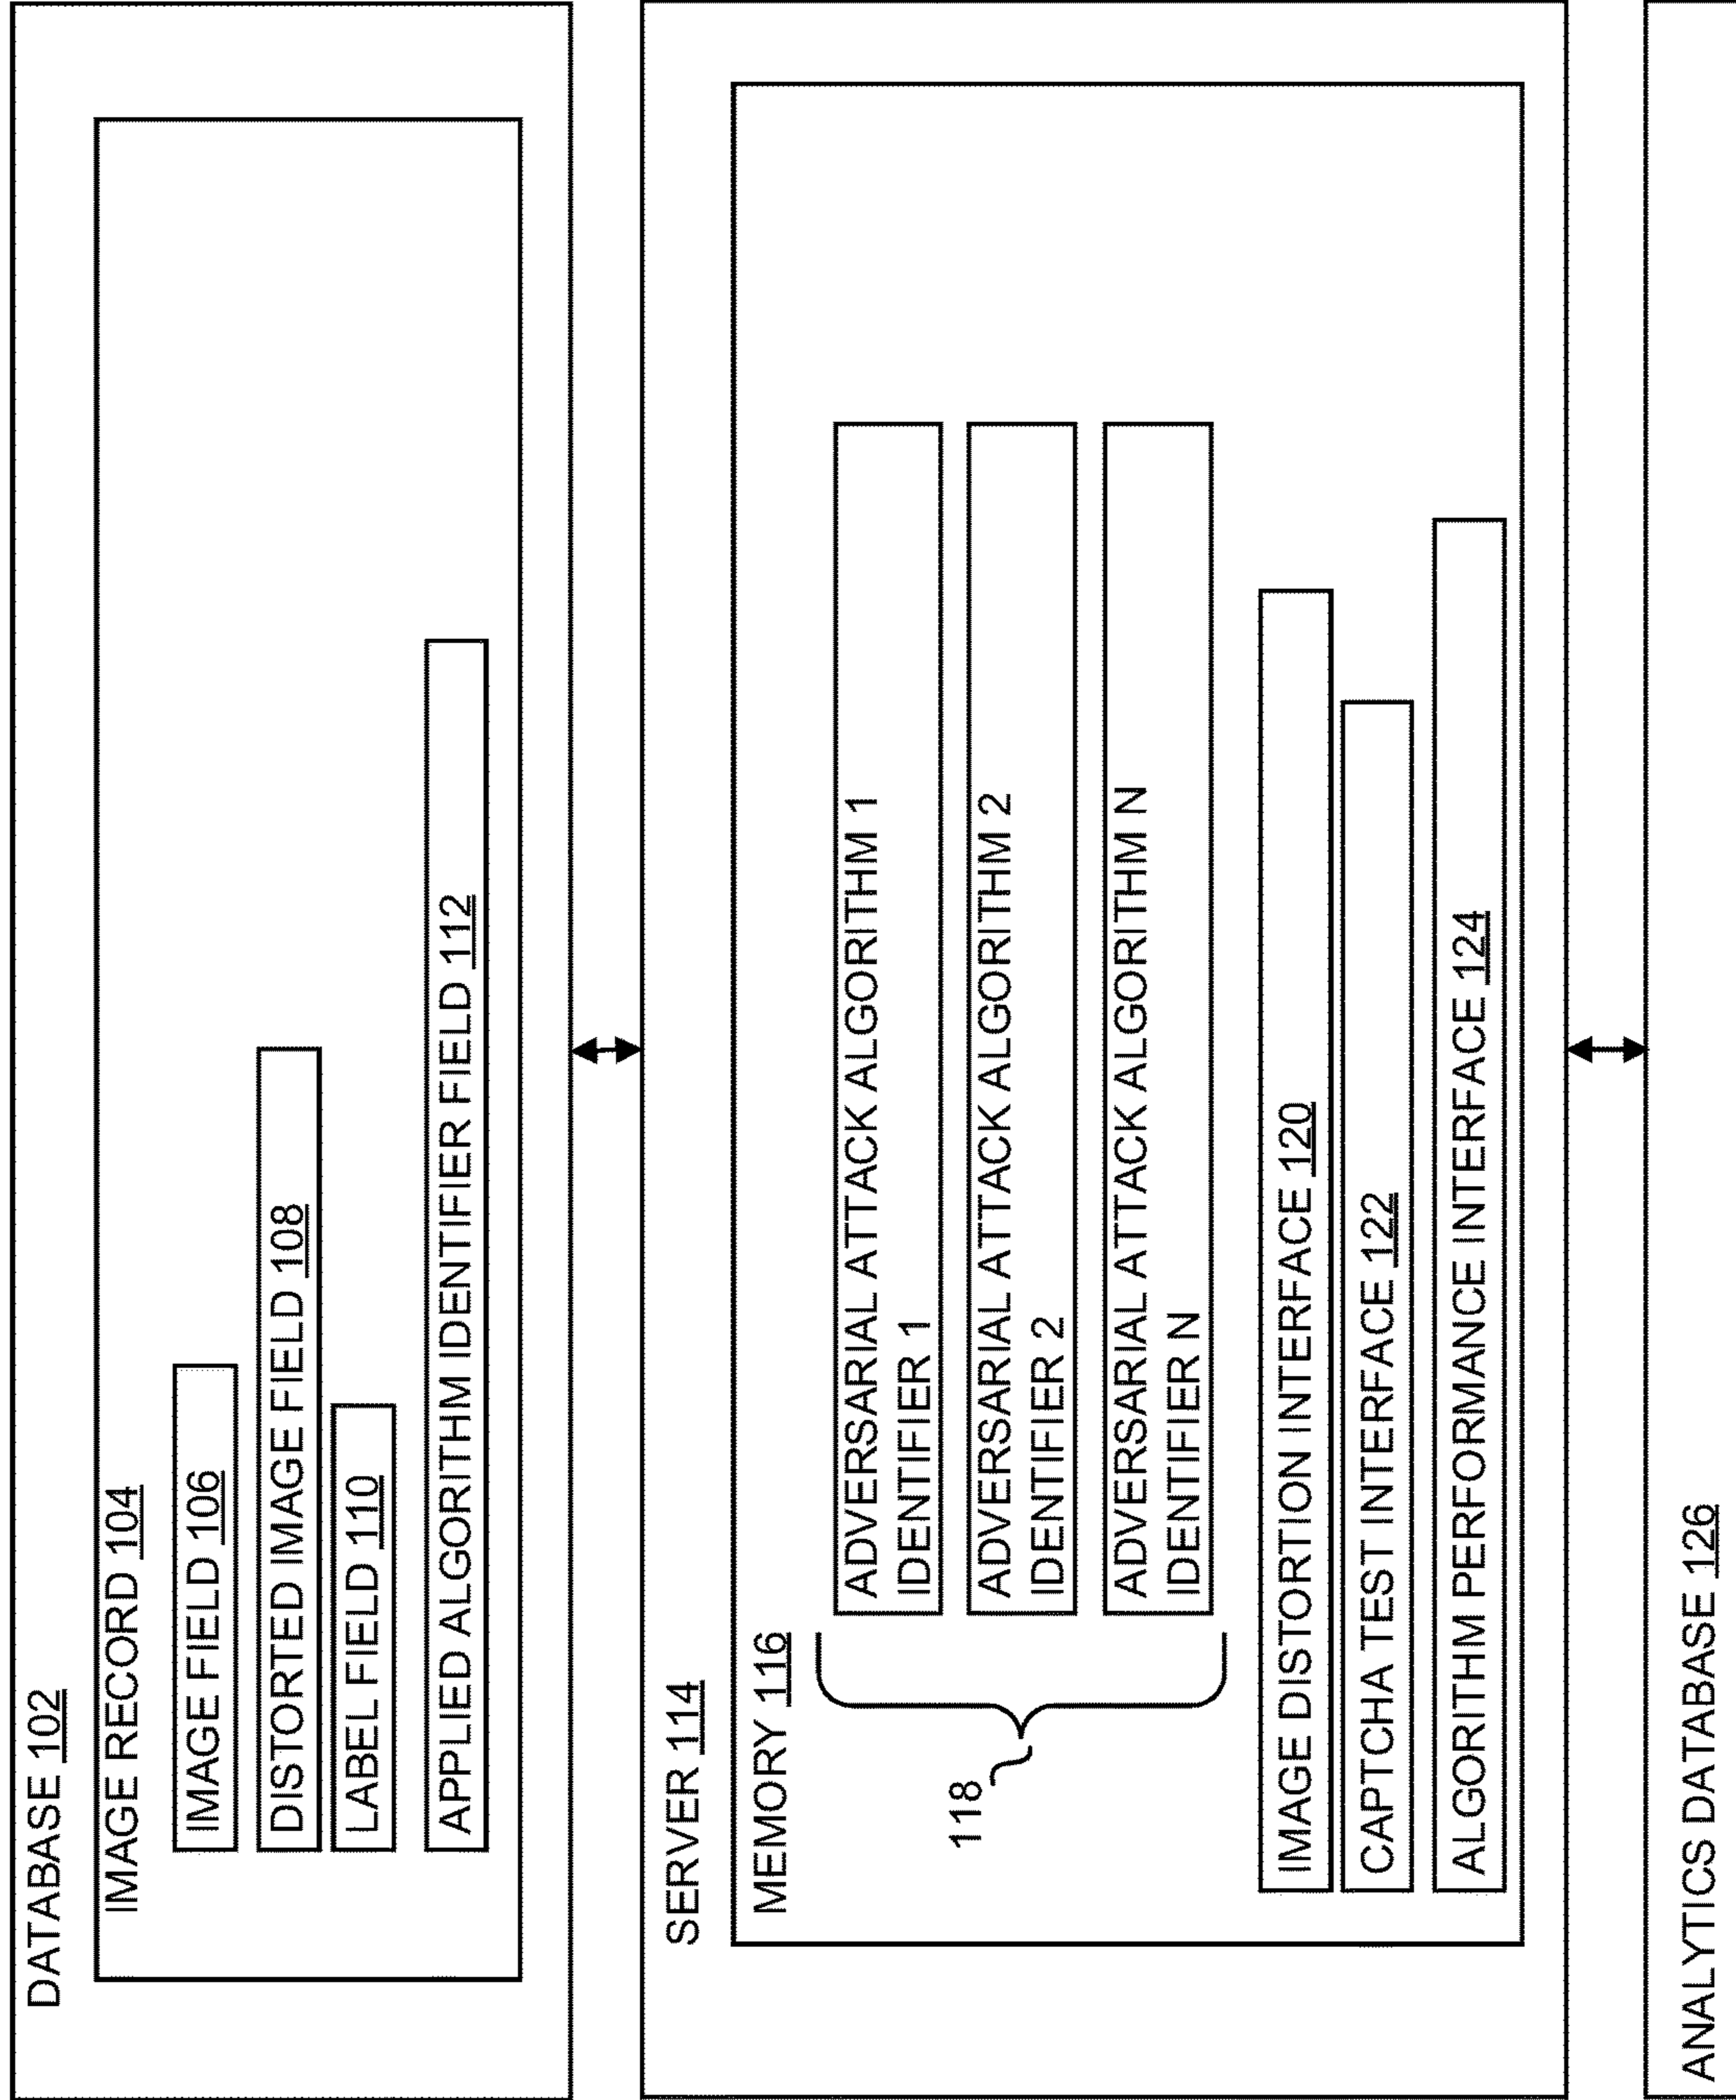 DATABASE 102
IMAGE RECORD 104
IMAGE FIELD 106
DISTORTED IMAGE FIELD 108
LABEL FIELD 110
APPLIED ALGORITHM IDENTIFIER FIELD 112
SERVER 114
MEMORY 116
118
ADVERSARIAL ATTACK ALGORITHM 1
IDENTIFIER 1
ADVERSARIAL ATTACK ALGORITHM 2
IDENTIFIER 2
ADVERSARIAL ATTACK ALGORITHM N
IDENTIFIER N
IMAGE DISTORTION INTERFACE 120
CAPTCHA TEST INTERFACE 122
ALGORITHM PERFORMANCE INTERFACE 124
ANALYTICS DATABASE 126